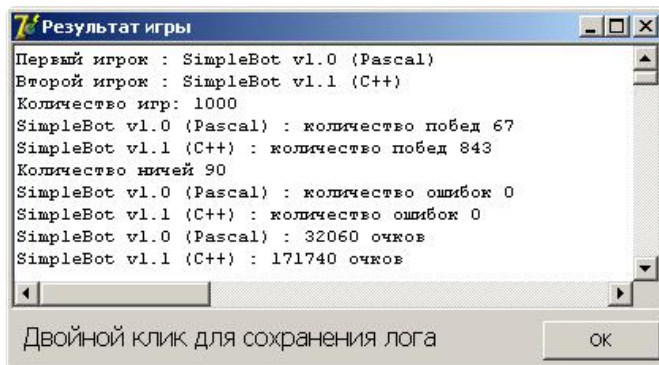 Результат игры
Первый игрок : SimpleBot v1.0 (Pascal)
Второй игрок : SimpleBot v1.1 (C++)
Количество игр: 1000
SimpleBot v1.0 (Pascal) : количество побед 67
SimpleBot v1.1 (C++) : количество побед 843
Количество ничей 90
SimpleBot v1.0 (Pascal) : количество ошибок 0
SimpleBot v1.1 (C++) : количество ошибок 0
SimpleBot v1.0 (Pascal) : 32060 очков
SimpleBot v1.1 (C++) : 171740 очков
Двойной клик для сохранения лога
ок